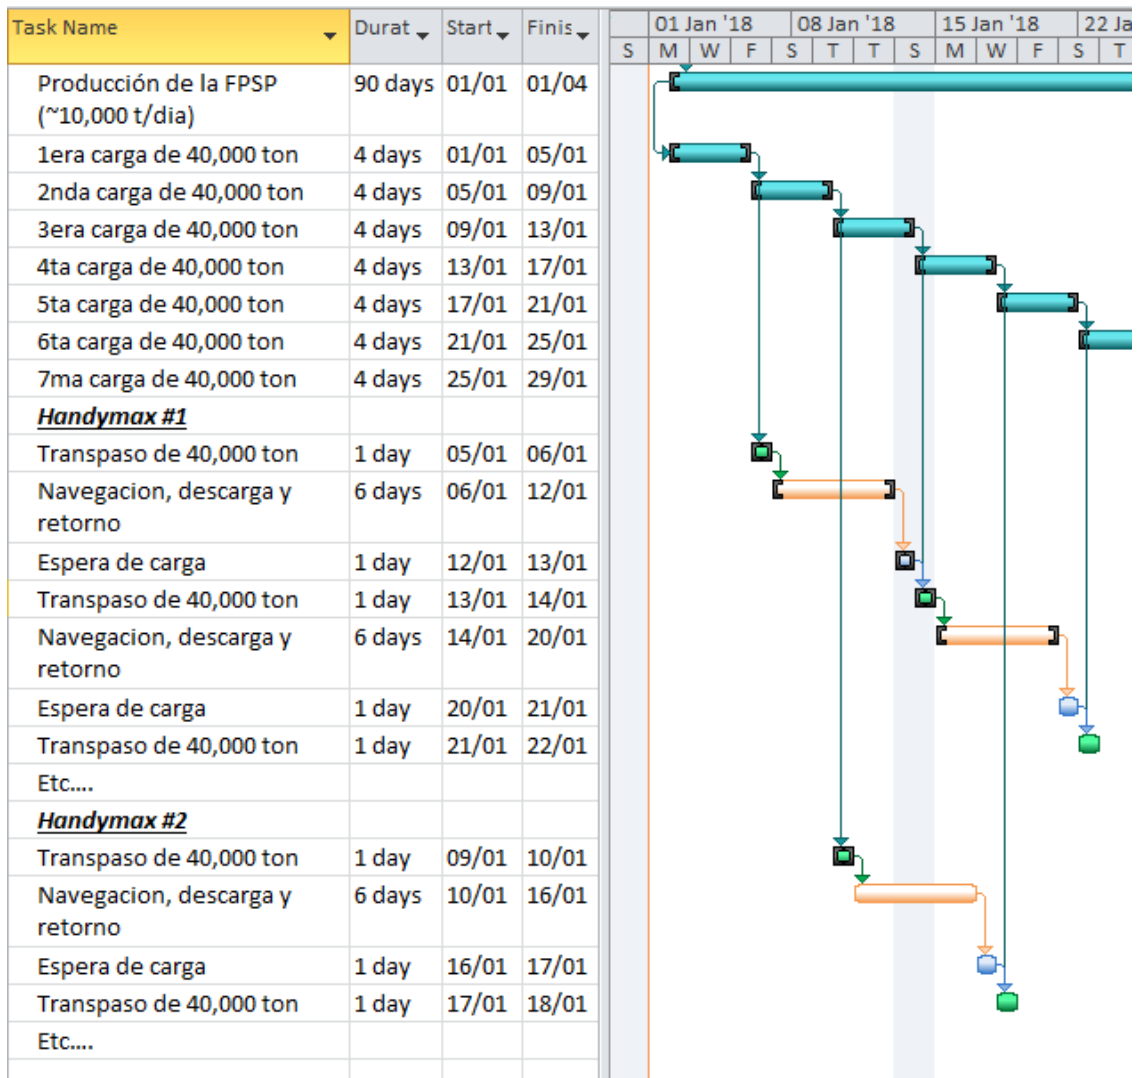 Task Name Durat Start Finis 01 Jan '18 08 Jan '18 15 Jan '18 22 Ja
S M W F S T T S M W F S T
Producción de la FPSP 90 days 01/01 01/04
(~10,000 t/dia)
1era carga de 40,000 ton 4 days 01/01 05/01
2nda carga de 40,000 ton 4 days 05/01 09/01
3era carga de 40,000 ton 4 days 09/01 13/01
4ta carga de 40,000 ton 4 days 13/01 17/01
5ta carga de 40,000 ton 4 days 17/01 21/01
6ta carga de 40,000 ton 4 days 21/01 25/01
7ma carga de 40,000 ton 4 days 25/01 29/01
Handymax #1
Transpaso de 40,000 ton 1 day 05/01 06/01
Navegacion, descarga y 6 days 06/01 12/01
retorno
Espera de carga 1 day 12/01 13/01
Transpaso de 40,000 ton 1 day 13/01 14/01
Navegacion, descarga y 6 days 14/01 20/01
retorno
Espera de carga 1 day 20/01 21/01
Transpaso de 40,000 ton 1 day 21/01 22/01
Etc....
Handymax #2
Transpaso de 40,000 ton 1 day 09/01 10/01
Navegacion, descarga y 6 days 10/01 16/01
retorno
Espera de carga 1 day 16/01 17/01
Transpaso de 40,000 ton 1 day 17/01 18/01
Etc....